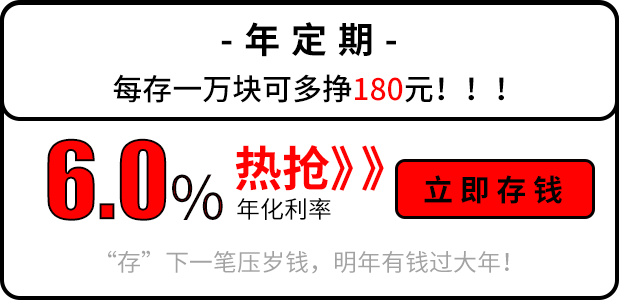 - 年定期 -
每存一万块可多挣180元！！！
6.0%
热抢》》
年化利率
立即存钱
“存”下一笔压岁钱，明年有钱过大年！